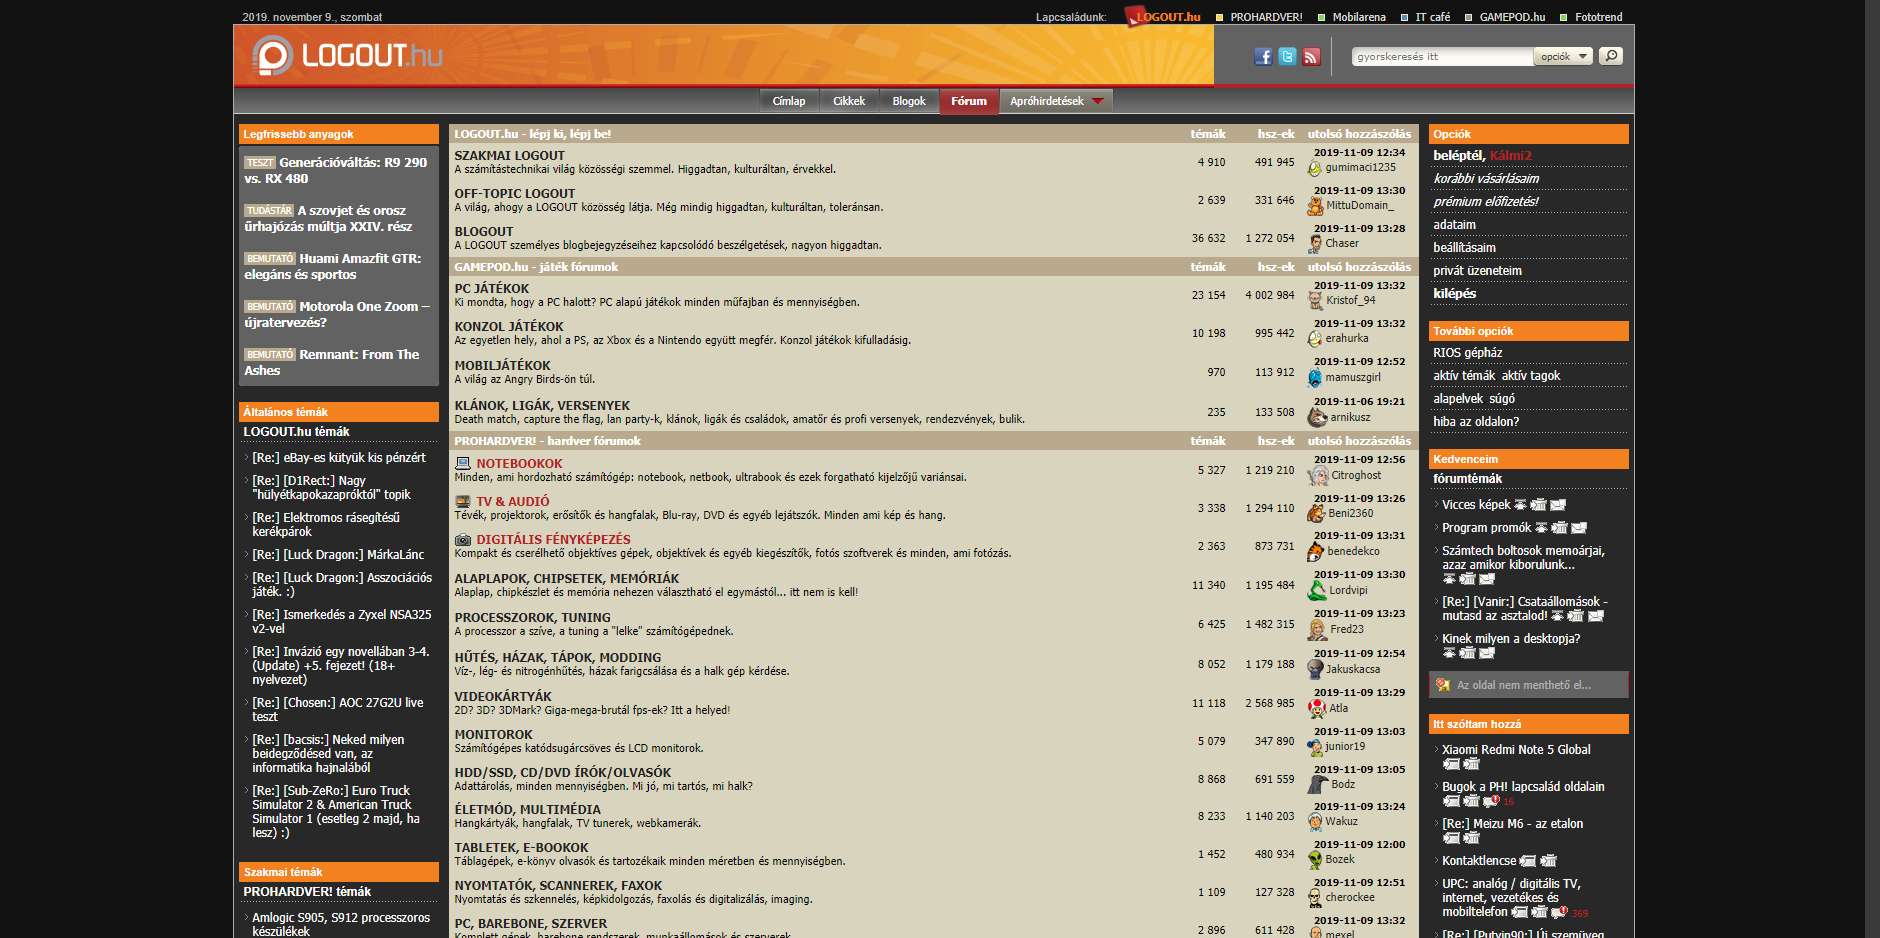 2019. november 9., szombat
Lapcsaládunk: LOGOUT.hu PROHARDVER! Mobilarena IT café GAMEPOD.hu Fototrend
LOGOUT.hu
gyorskeresés itt opciók
Címlap Cikkek Blogok Fórum Apróhirdetések
Legfrissebb anyagok
TESZT Generációváltás: R9 290
vs. RX 480
TUDÁSTÁR A szovjet és orosz
űrhajózás múltja XXIV. rész
BEMUTATÓ Huami Amazfit GTR:
elegáns és sportos
BEMUTATÓ Motorola One Zoom –
újratervezés?
BEMUTATÓ Remnant: From The
Ashes
Általános témák
LOGOUT.hu témák
[Re:] eBay-es kütyük kis pénzért
[Re:] [D1Rect:] Nagy
"hülyétkapokazapróktól" topik
[Re:] Elektromos rásegítésű
kerékpárok
[Re:] [Luck Dragon:] MárkaLánc
[Re:] [Luck Dragon:] Asszociációs
játék. :)
[Re:] Ismerkedés a Zyxel NSA325
v2-vel
[Re:] Invázió egy novellában 3-4.
(Update) +5. fejezet! (18+
nyelvezet)
[Re:] [Chosen:] AOC 27G2U live
teszt
[Re:] [bacsis:] Neked milyen
beidegződésed van, az
informatika hajnalából
[Re:] [Sub-ZeRo:] Euro Truck
Simulator 2 & American Truck
Simulator 1 (esetleg 2 majd, ha
lesz) :)
Szakmai témák
PROHARDVER! témák
Amlogic S905, S912 processzoros
készülékek
LOGOUT.hu - lépj ki, lépj be! témák hsz-ek utolsó hozzászólás
SZAKMAI LOGOUT 4 910 491 945 2019-11-09 12:34
A számítástechnikai világ közösségi szemmel. Higgadtan, kulturáltan, érvekkel. gumimaci1235
OFF-TOPIC LOGOUT 2 639 331 646 2019-11-09 13:30
A világ, ahogy a LOGOUT közösség látja. Még mindig higgadtan, kulturáltan, toleránsan. MittuDomain_
BLOGOUT 36 632 1 272 054 2019-11-09 13:28
A LOGOUT személyes blogbejegyzéseihez kapcsolódó beszélgetések, nagyon higgadtan. Chaser
GAMEPOD.hu - játék fórumok témák hsz-ek utolsó hozzászólás
PC JÁTÉKOK 23 154 4 002 984 2019-11-09 13:32
Ki mondta, hogy a PC halott? PC alapú játékok minden műfajban és mennyiségben. Kristof_94
KONZOL JÁTÉKOK 10 198 995 442 2019-11-09 13:32
Az egyetlen hely, ahol a PS, az Xbox és a Nintendo együtt megfér. Konzol játékok kifulladásig. erahurka
MOBILJÁTÉKOK 970 113 912 2019-11-09 12:52
A világ az Angry Birds-ön túl. mamuszgirl
KLÁNOK, LIGÁK, VERSENYEK 235 133 508 2019-11-06 19:21
Death match, capture the flag, lan party-k, klánok, ligák és családok, amatőr és profi versenyek, rendezvények, bulik. arnikusz
PROHARDVER! - hardver fórumok témák hsz-ek utolsó hozzászólás
NOTEBOOKOK 5 327 1 219 210 2019-11-09 12:56
Minden, ami hordozható számítógép: notebook, netbook, ultrabook és ezek forgatható kijelzőjű variánsai. Citroghost
TV & AUDIÓ 3 338 1 294 110 2019-11-09 13:26
Tévék, projektorok, erősítők és hangfalak, Blu-ray, DVD és egyéb lejátszók. Minden ami kép és hang. Beni2360
DIGITÁLIS FÉNYKÉPEZÉS 2 363 873 731 2019-11-09 13:31
Kompakt és cserélhető objektíves gépek, objektívek és egyéb kiegészítők, fotós szoftverek és minden, ami fotózás. benedekco
ALAPLAPOK, CHIPSETEK, MEMÓRIÁK 11 340 1 195 484 2019-11-09 13:30
Alaplap, chipkészlet és memória nehezen választható el egymástól... itt nem is kell! Lordvipi
PROCESSZOROK, TUNING 6 425 1 482 315 2019-11-09 13:23
A processzor a szíve, a tuning a "lelke" számítógépednek. Fred23
HŰTÉS, HÁZAK, TÁPOK, MODDING 8 052 1 179 188 2019-11-09 12:54
Víz-, lég- és nitrogénhűtés, házak farigcsálása és a halk gép kérdése. Jakuskacsa
VIDEOKÁRTYÁK 11 118 2 568 985 2019-11-09 13:29
2D? 3D? 3DMark? Giga-mega-brutál fps-ek? Itt a helyed! Atla
MONITOROK 5 079 347 890 2019-11-09 13:03
Számítógépes katódsugárcsöves és LCD monitorok. junior19
HDD/SSD, CD/DVD ÍRÓK/OLVASÓK 8 868 691 559 2019-11-09 13:05
Adattárolás, minden mennyiségben. Mi jó, mi tartós, mi halk? Bodz
ÉLETMÓD, MULTIMÉDIA 8 233 1 140 203 2019-11-09 13:24
Hangkártyák, hangfalak, TV tunerek, webkamerák. Wakuz
TABLETEK, E-BOOKOK 1 452 480 934 2019-11-09 12:00
Táblagépek, e-könyv olvasók és tartozékaik minden méretben és mennyiségben. Bozek
NYOMTATÓK, SCANNEREK, FAXOK 1 109 127 328 2019-11-09 12:51
Nyomtatás és szkennelés, képkidolgozás, faxolás és digitalizálás, imaging. cherockee
PC, BAREBONE, SZERVER 2 896 611 428 2019-11-09 13:32
Komplett gépek, barebone rendszerek, munkaállomások és szerverek. mexel
Opciók
beléptél, Kálmi2
korábbi vásárlásaim
prémium előfizetés!
adataim
beállításaim
privát üzeneteim
kilépés
További opciók
RIOS gépház
aktív témák aktív tagok
alapelvek súgó
hiba az oldalon?
Kedvenceim
fórumtémák
Vicces képek
Program promók
Számtech boltosok memoárjai,
azaz amikor kiborulunk...
[Re:] [Vanir:] Csataállomások -
mutasd az asztalod!
Kinek milyen a desktopja?
Az oldal nem menthető el...
Itt szóltam hozzá
Xiaomi Redmi Note 5 Global
Bugok a PH! lapcsalád oldalain
16
[Re:] Meizu M6 - az etalon
Kontaktlencse
UPC: analóg / digitális TV,
internet, vezetékes és
mobiltelefon 369
[Re:] [Putyin90:] Új szemüveg